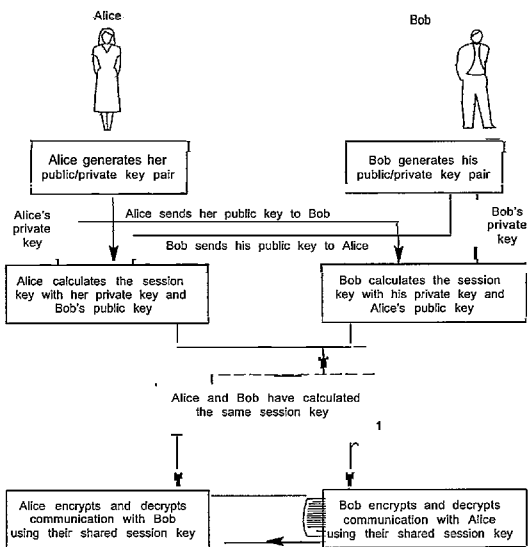 Alice
Bob
Alice generates her
public/private key pair
Bob generates his
public/private key pair
Alice's
private
key
Alice sends her public key to Bob
Bob sends his public key to Alice
Bob's
private
key
Alice calculates the session
key with her private key and
Bob's public key
Bob calculates the session
key with his private key and
Alice's public key
Alice and Bob have calculated
the same session key
1
Alice encrypts and decrypts
communication with Bob
using their shared session key
Bob encrypts and decrypts
communication with Alice
using their shared session key